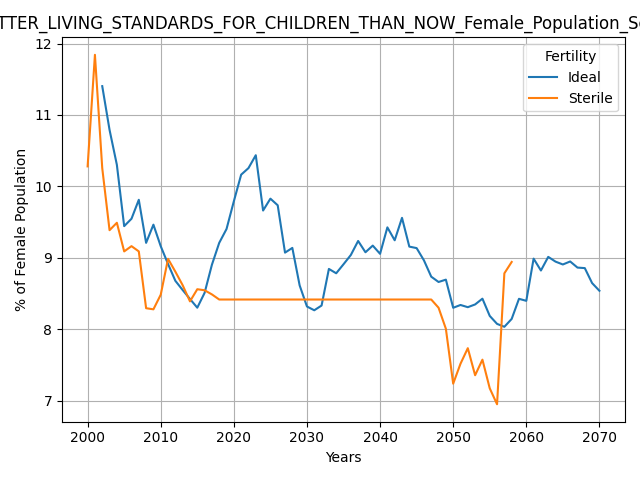 TTER_LIVING_STANDARDS_FOR_CHILDREN_THAN_NOW_Female_Population_S
12
11
10
9
8
7
% of Female Population
Fertility
Ideal
Sterile
2000 2010 2020 2030 2040 2050 2060 2070
Years